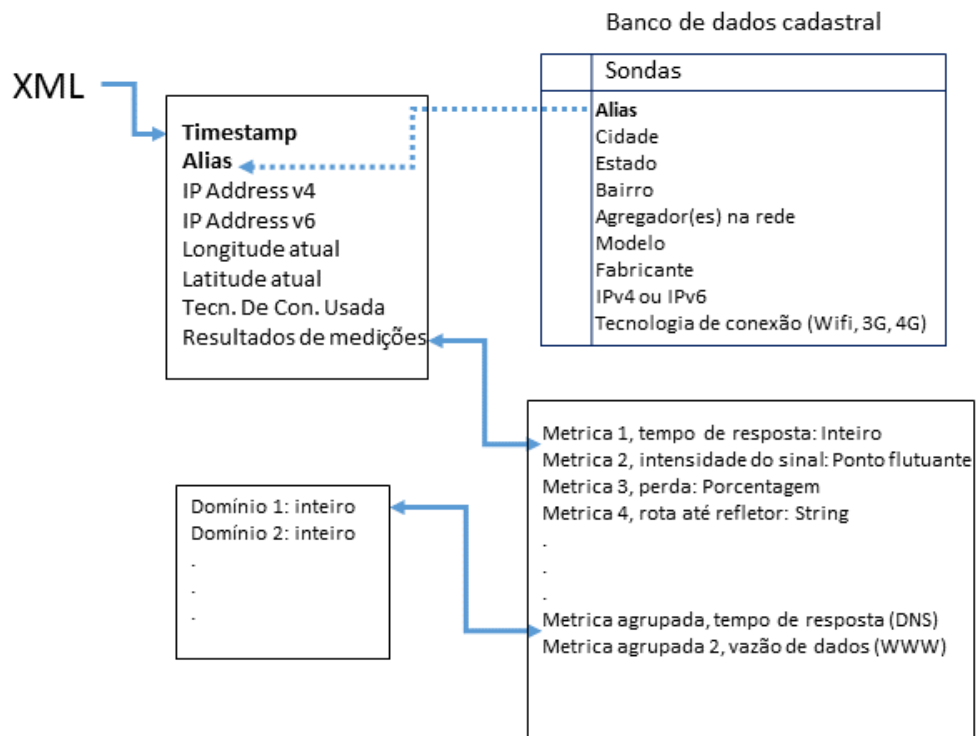 Banco de dados cadastral
XML
Sondas
Timestamp
Alias
IP Address v4
IP Address v6
Longitude atual
Latitude atual
Tecn. De Con. Usada
Resultados de medições
Alias
Cidade
Estado
Bairro
Agregador(es) na rede
Modelo
Fabricante
IPv4 ou IPv6
Tecnologia de conexão (Wifi, 3G, 4G)
Metrica 1, tempo de resposta: Inteiro
Metrica 2, intensidade do sinal: Ponto flutuante
Metrica 3, perda: Porcentagem
Metrica 4, rota até refletor: String
.
.
.
Metrica agrupada, tempo de resposta (DNS)
Metrica agrupada 2, vazão de dados (WWW)
Domínio 1: inteiro
Domínio 2: inteiro
.
.
.